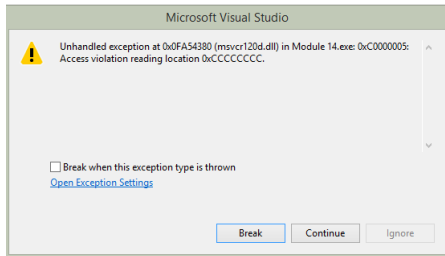 Microsoft Visual Studio
Unhandled exception at 0x0FA54380 (msvcr120d.dll) in Module 14.exe: 0xC0000005:
Access violation reading location 0xCCCCCCCC.
Break when this exception type is thrown
Open Exception Settings
Break
Continue
Ignore